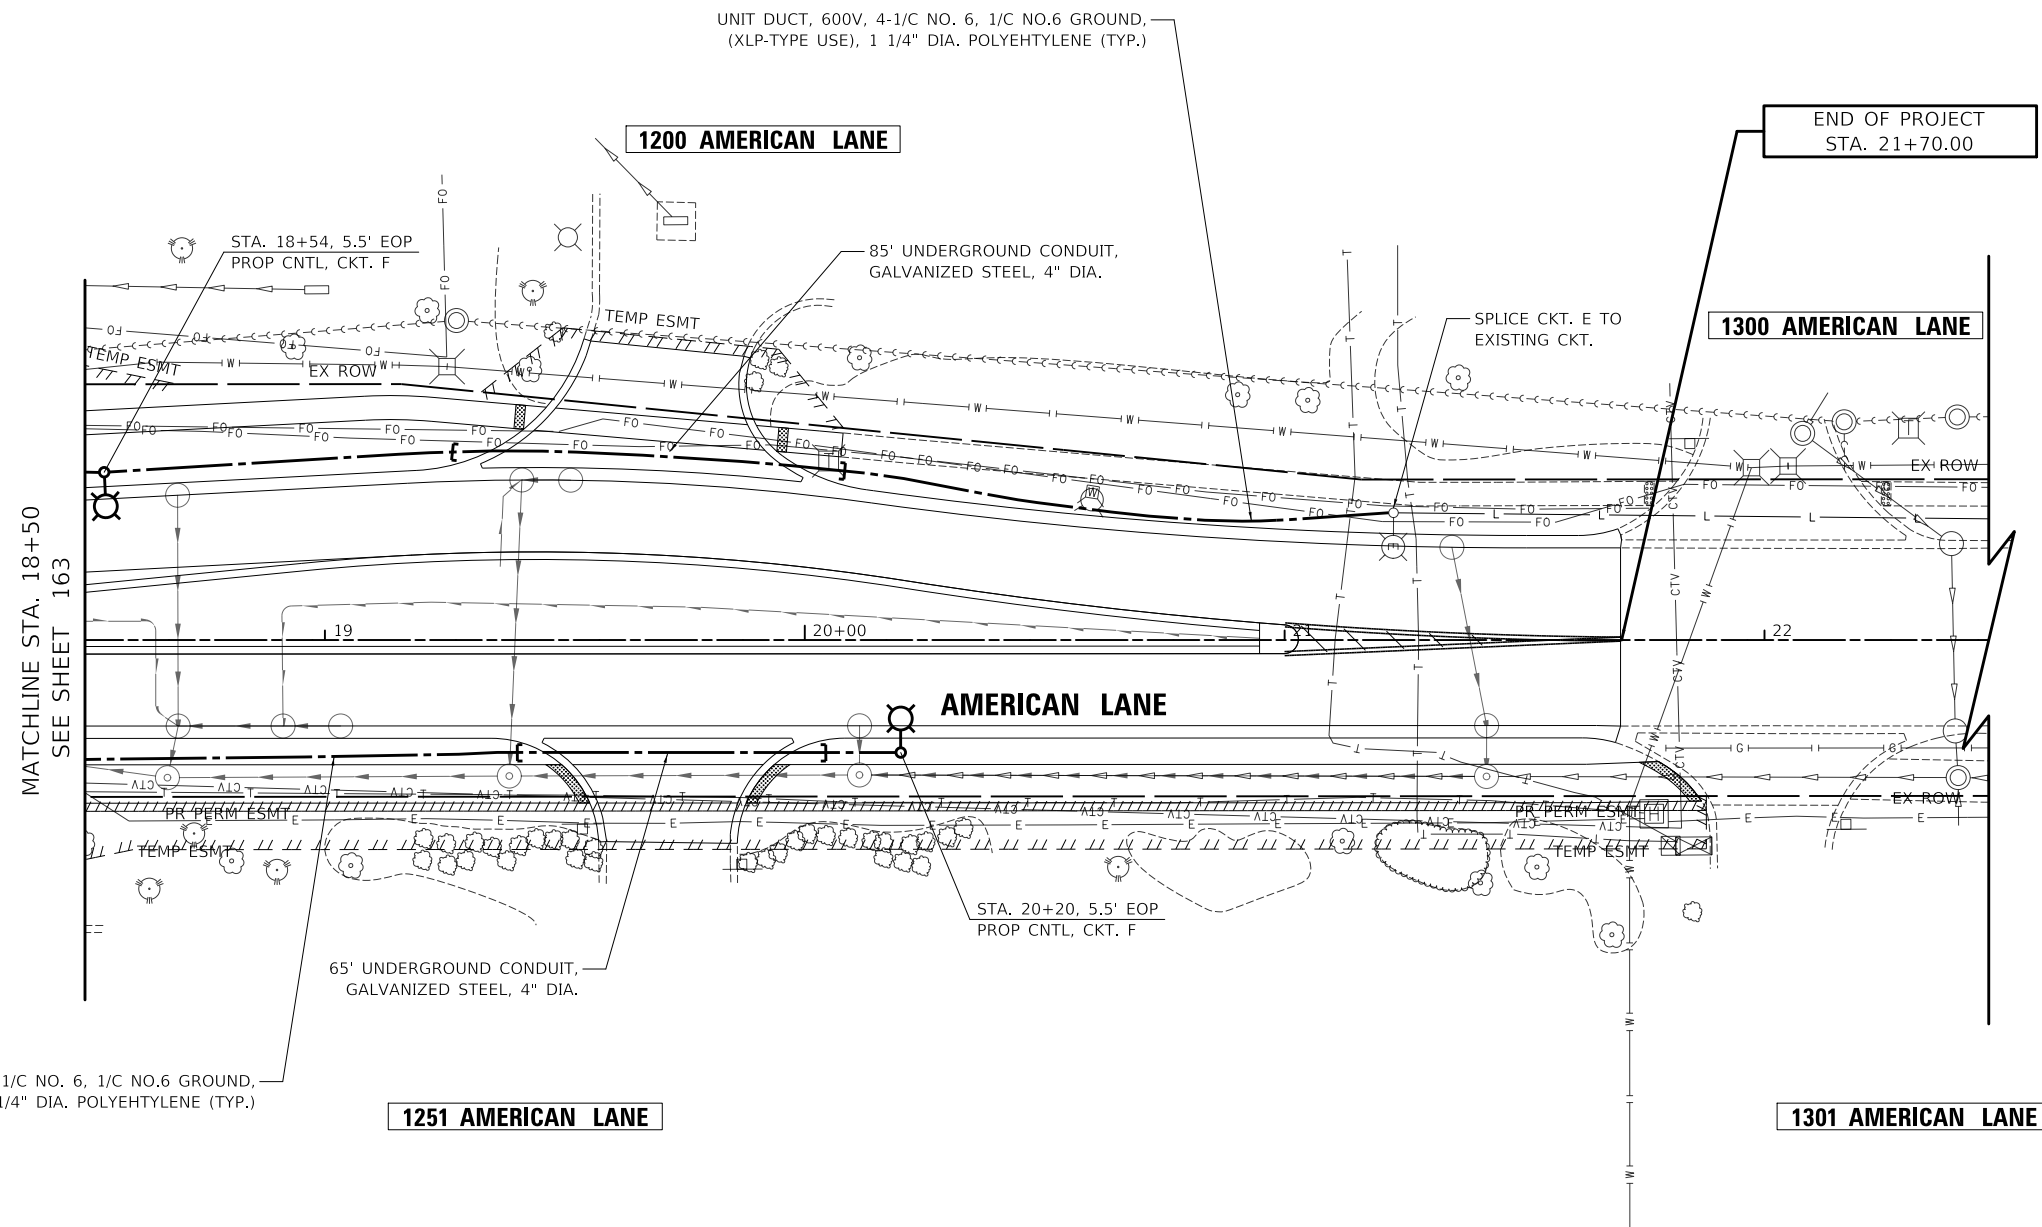 UNIT DUCT, 600V, 4-1/C NO. 6, 1/C NO.6 GROUND,
(XLP-TYPE USE), 1 1/4" DIA. POLYEHTYLENE (TYP.)
END OF PROJECT
STA. 21+70.00
1200 AMERICAN LANE
STA. 18+54, 5.5' EOP
PROP CNTL, CKT. F
85' UNDERGROUND CONDUIT,
GALVANIZED STEEL, 4" DIA.
TEMP ESMT
SPLICE CKT. E TO
EXISTING CKT.
1300 AMERICAN LANE
TEMP ESMT
EX ROW
EX ROW
MATCHLINE STA. 18+50
SEE SHEET 163
19
20+00
21
22
AMERICAN LANE
PR PERM ESMT
PR PERM ESMT
EX ROW
TEMP ESMT
TEMP ESMT
STA. 20+20, 5.5' EOP
PROP CNTL, CKT. F
65' UNDERGROUND CONDUIT,
GALVANIZED STEEL, 4" DIA.
1/C NO. 6, 1/C NO.6 GROUND,
1/4" DIA. POLYEHTYLENE (TYP.)
1251 AMERICAN LANE
1301 AMERICAN LANE